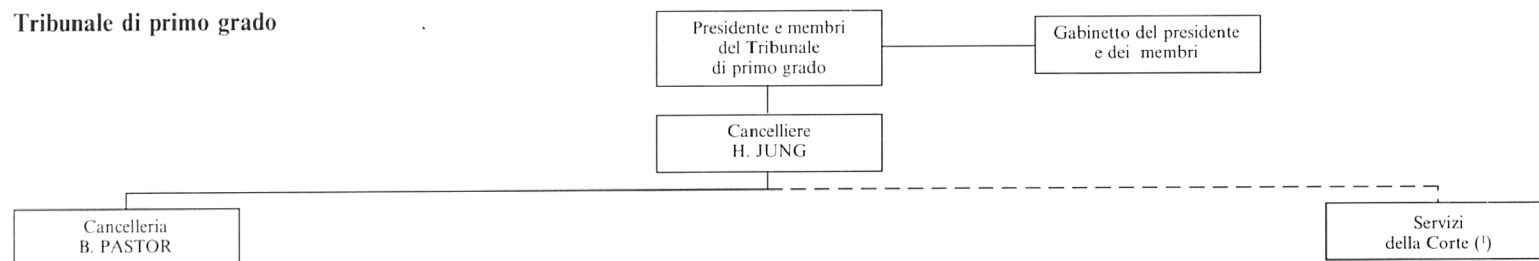 Tribunale di primo grado
Presidente e membri
del Tribunale
di primo grado
Gabinetto del presidente
e dei membri
Cancelliere
H. JUNG
Cancelleria
B. PASTOR
Servizi
della Corte (¹)